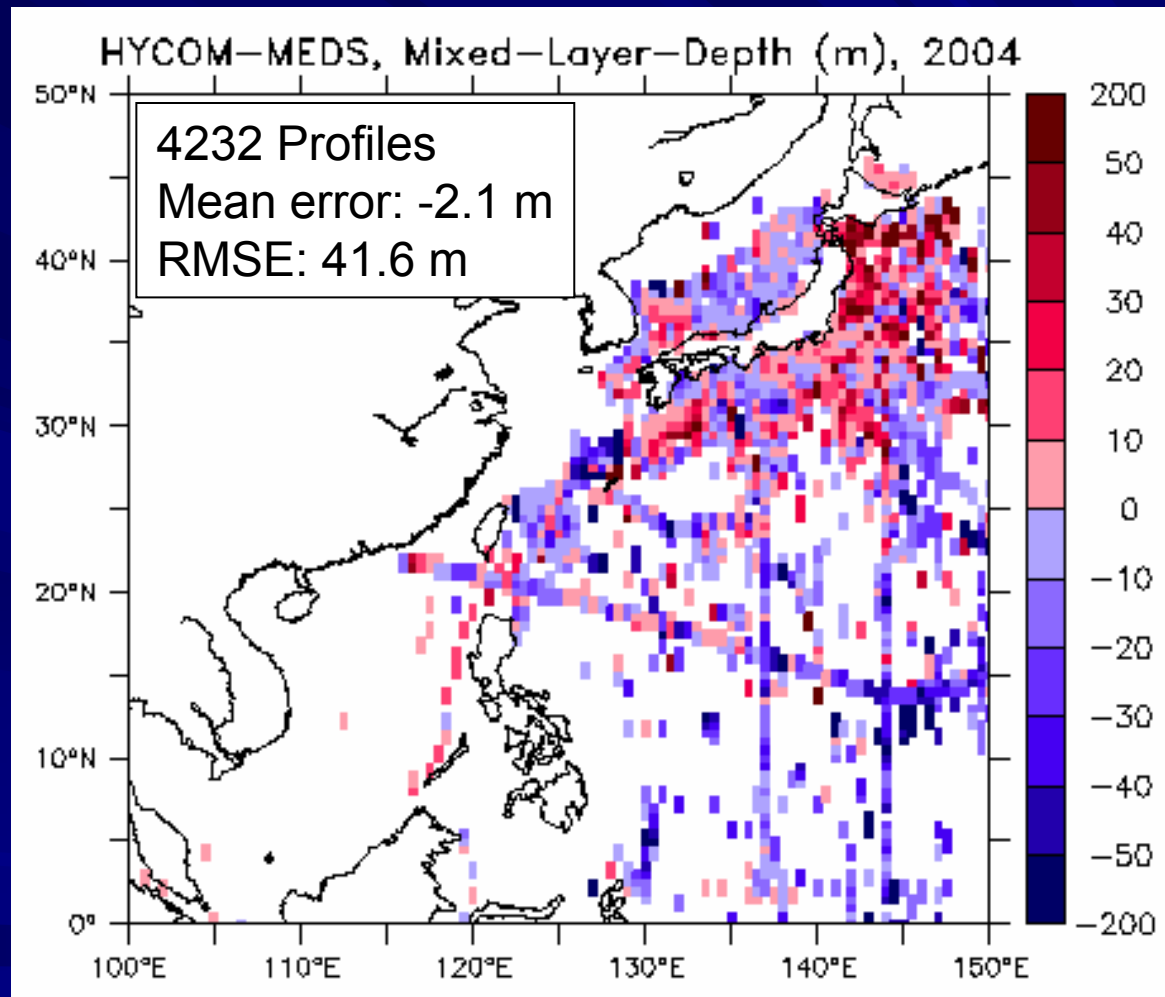 HYCOM-MEDS, Mixed-Layer-Depth (m), 2004
4232 Profiles
Mean error: -2.1 m
RMSE: 41.6 m
50°N
40°N
30°N
20°N
10°N
0°
100°E 110°E 120°E 130°E 140°E 150°E
200
50
40
30
20
10
0
-10
-20
-30
-40
-50
-200